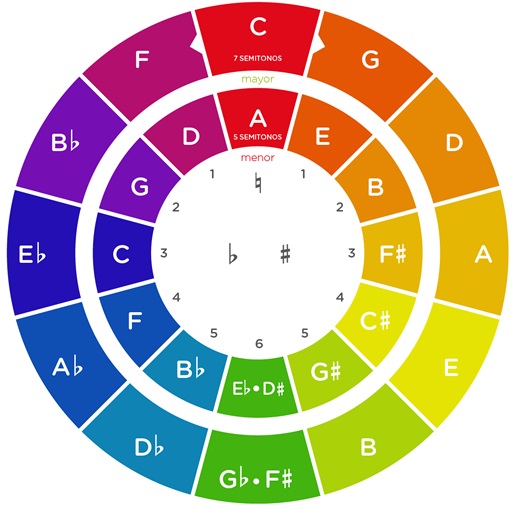 C
7 SEMITONOS
mayor
G
D
A
E
B
G♭•F♯
D♭
A♭
E♭
B♭
F
A
5 SEMITONOS
menor
E
B
F♯
C♯
G♯
E♭•D♯
B♭
F
C
G
D
♮
1
2
3
4
5
6
5
4
3
2
1
♭ ♯